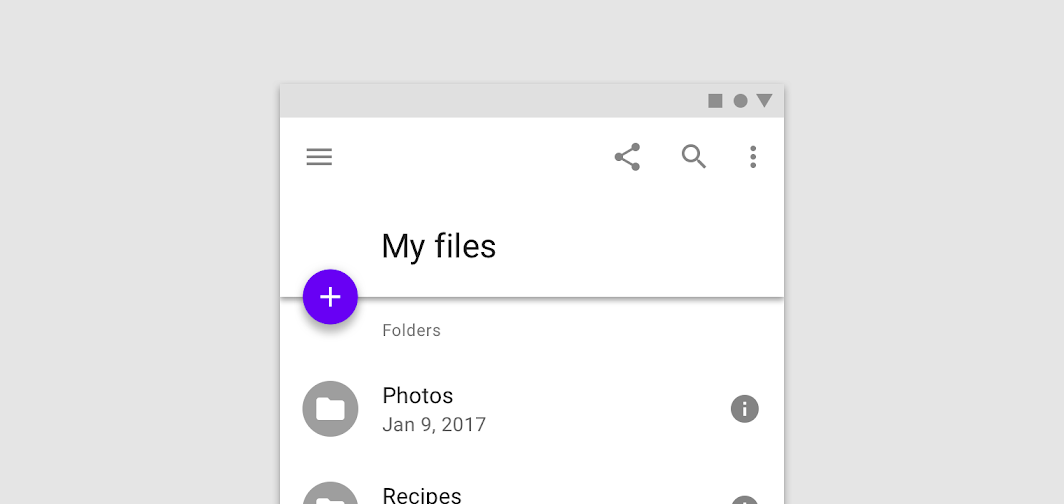 My files
Folders
Photos
Jan 9, 2017
Recipes